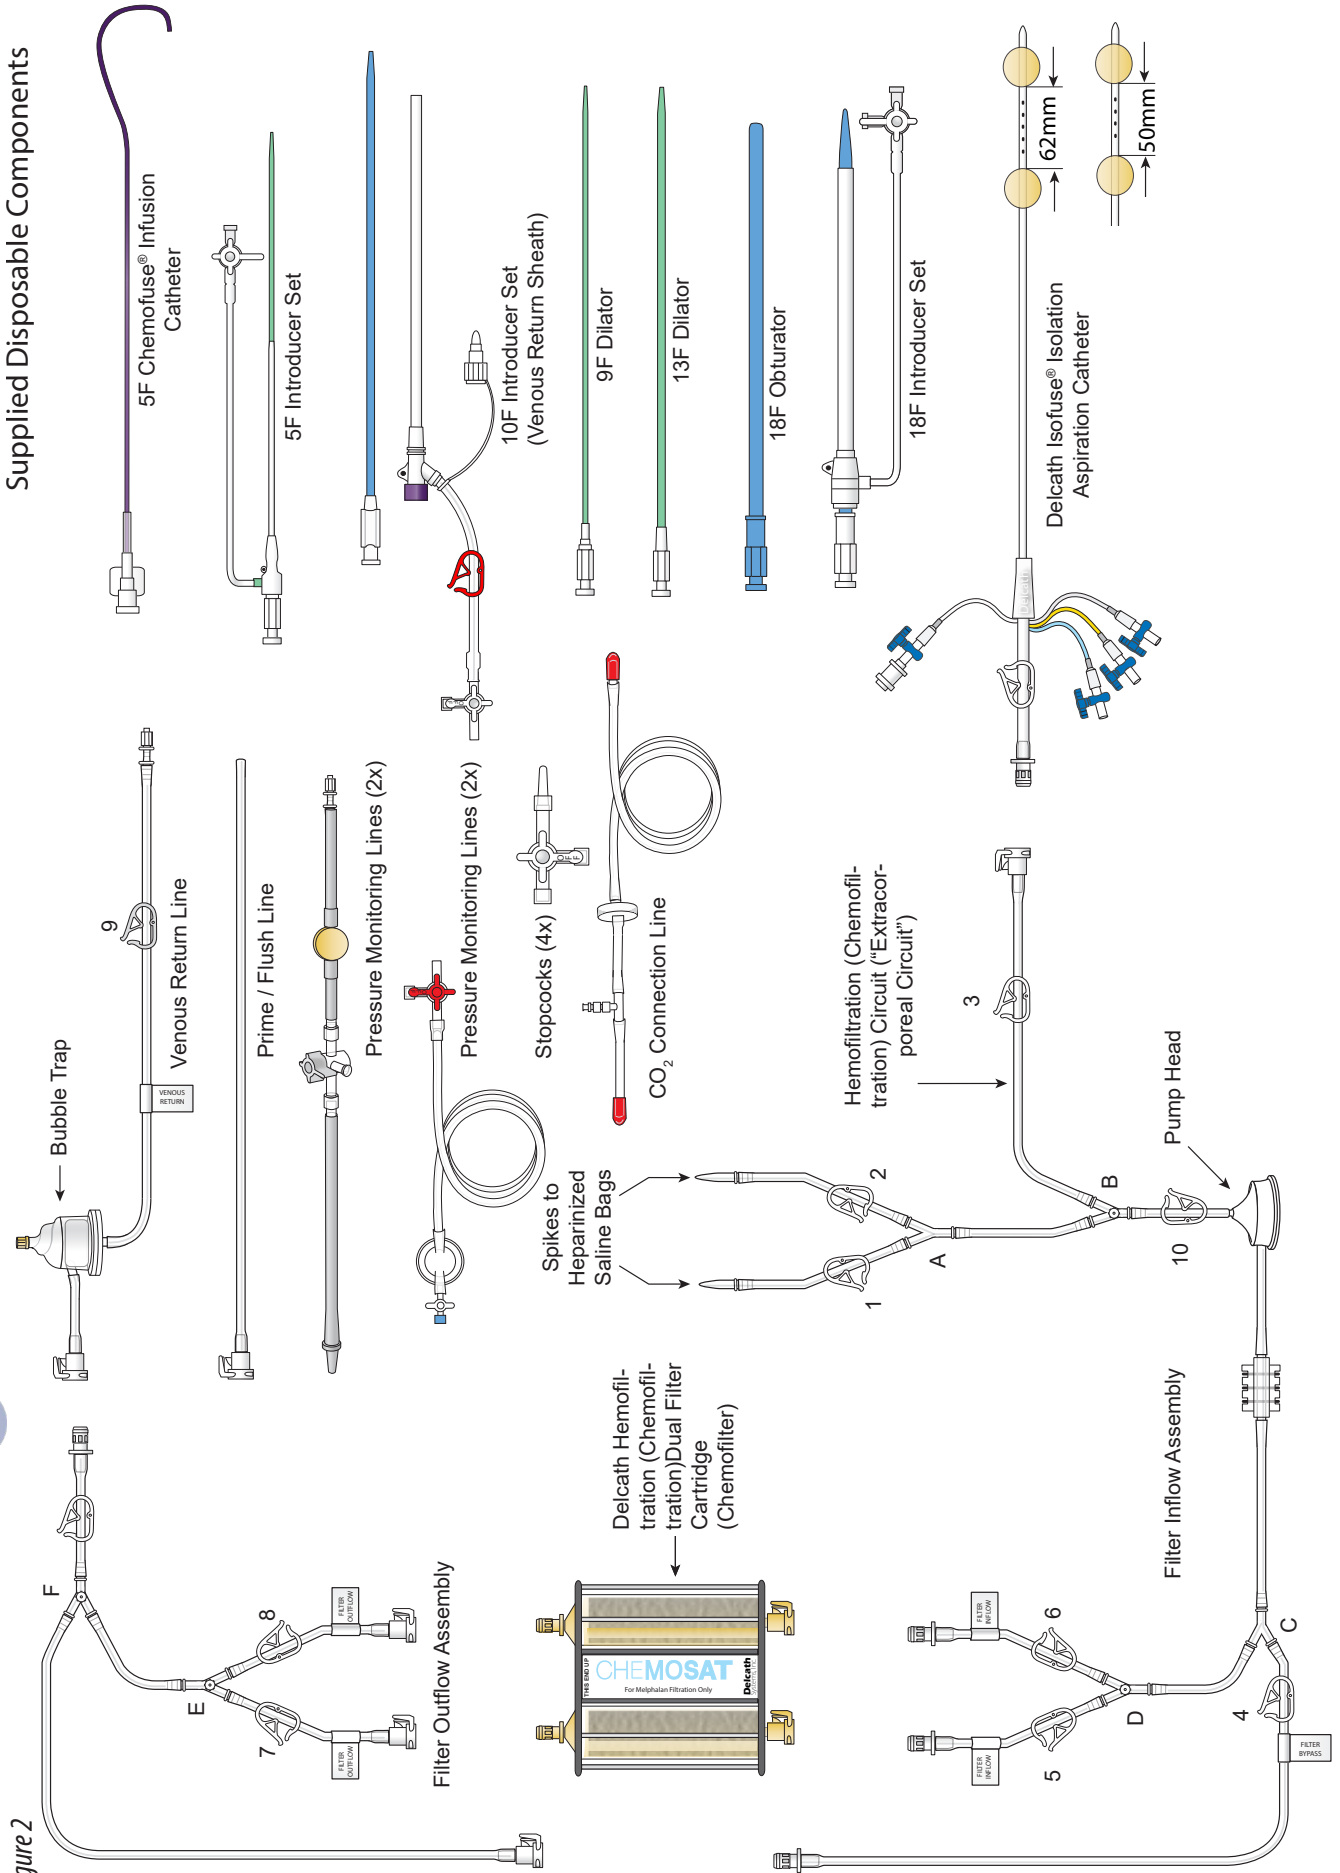 Supplied Disposable Components
gure 2
5F Chemofuse® Infusion
Catheter
5F Introducer Set
10F Introducer Set
(Venous Return Sheath)
9F Dilator
13F Dilator
18F Obturator
18F Introducer Set
Delcath
Delcath Isofuse® Isolation
Aspiration Catheter
62mm
50mm
Bubble Trap
9
VENOUS
RETURN
Venous Return Line
Prime / Flush Line
Pressure Monitoring Lines (2x)
Pressure Monitoring Lines (2x)
OFF
Stopcocks (4x)
CO2 Connection Line
Spikes to
Heparinized
Saline Bags
1
2
A
3
B
10
Hemofiltration (Chemofil-
tration) Circuit (“Extracor-
poreal Circuit”)
Pump Head
F
E
7
8
FILTER
OUTFLOW
FILTER
OUTFLOW
Filter Outflow Assembly
Delcath Hemofil-
tration (Chemofil-
tration)Dual Filter
Cartridge
(Chemofilter)
THIS END UP
CHEMOSAT
For Melphalan Filtration Only
Delcath
FILTER
INFLOW
FILTER
INFLOW
5
6
D
C
4
FILTER
BYPASS
Filter Inflow Assembly